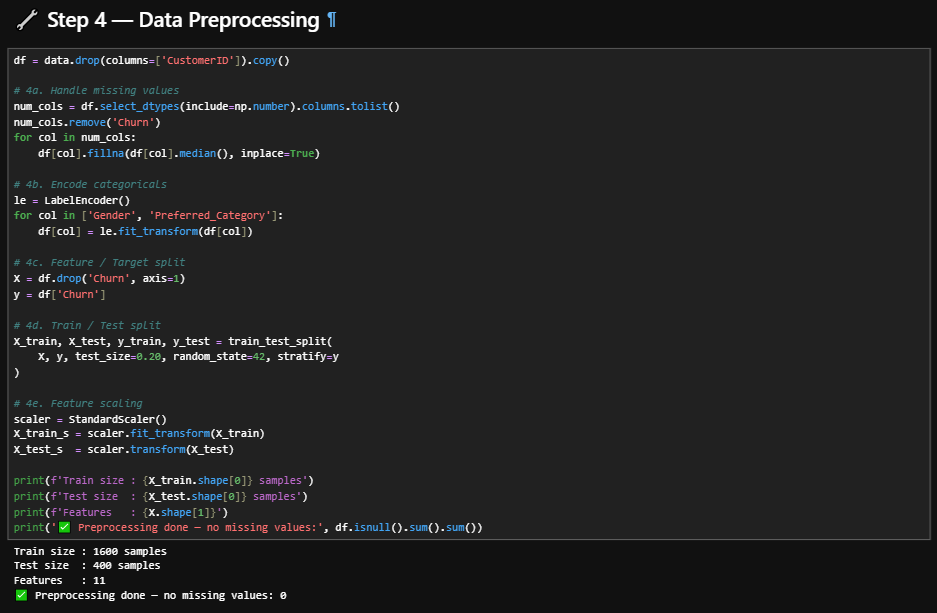 🔧 Step 4 — Data Preprocessing ¶
df = data.drop(columns=['CustomerID']).copy()
# 4a. Handle missing values
num_cols = df.select_dtypes(include=np.number).columns.tolist()
num_cols.remove('Churn')
for col in num_cols:
    df[col].fillna(df[col].median(), inplace=True)
# 4b. Encode categoricals
le = LabelEncoder()
for col in ['Gender', 'Preferred_Category']:
    df[col] = le.fit_transform(df[col])
# 4c. Feature / Target split
X = df.drop('Churn', axis=1)
y = df['Churn']
# 4d. Train / Test split
X_train, X_test, y_train, y_test = train_test_split(
    X, y, test_size=0.20, random_state=42, stratify=y
)
# 4e. Feature scaling
scaler = StandardScaler()
X_train_s = scaler.fit_transform(X_train)
X_test_s  = scaler.transform(X_test)
print(f'Train size : {X_train.shape[0]} samples')
print(f'Test size  : {X_test.shape[0]} samples')
print(f'Features   : {X.shape[1]}')
print('✅ Preprocessing done — no missing values:', df.isnull().sum().sum())
Train size : 1600 samples
Test size  : 400 samples
Features   : 11
✅ Preprocessing done — no missing values: 0